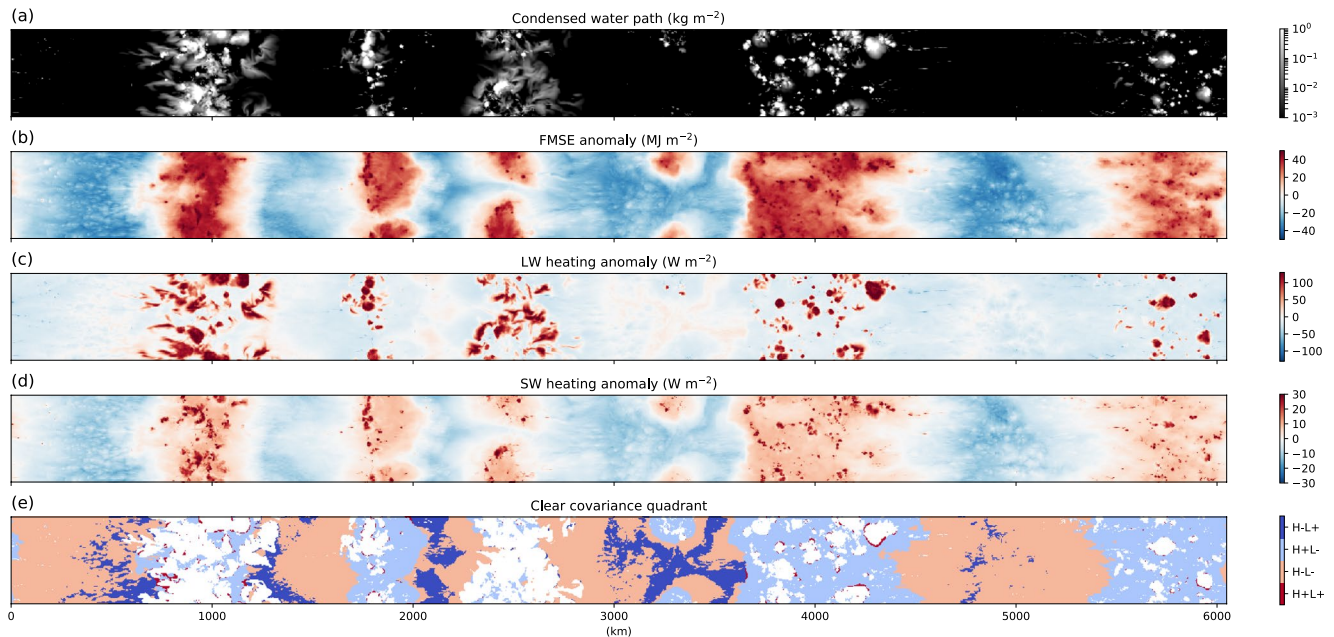 (a)
Condensed water path (kg m⁻²)
10⁰
10⁻¹
10⁻²
10⁻³
(b)
FMSE anomaly (MJ m⁻²)
40
20
0
−20
−40
(c)
LW heating anomaly (W m⁻²)
100
50
0
−50
−100
(d)
SW heating anomaly (W m⁻²)
30
20
10
0
−10
−20
−30
(e)
Clear covariance quadrant
H-L+
H+L-
H-L-
H+L+
0 1000 2000 3000 4000 5000 6000
(km)